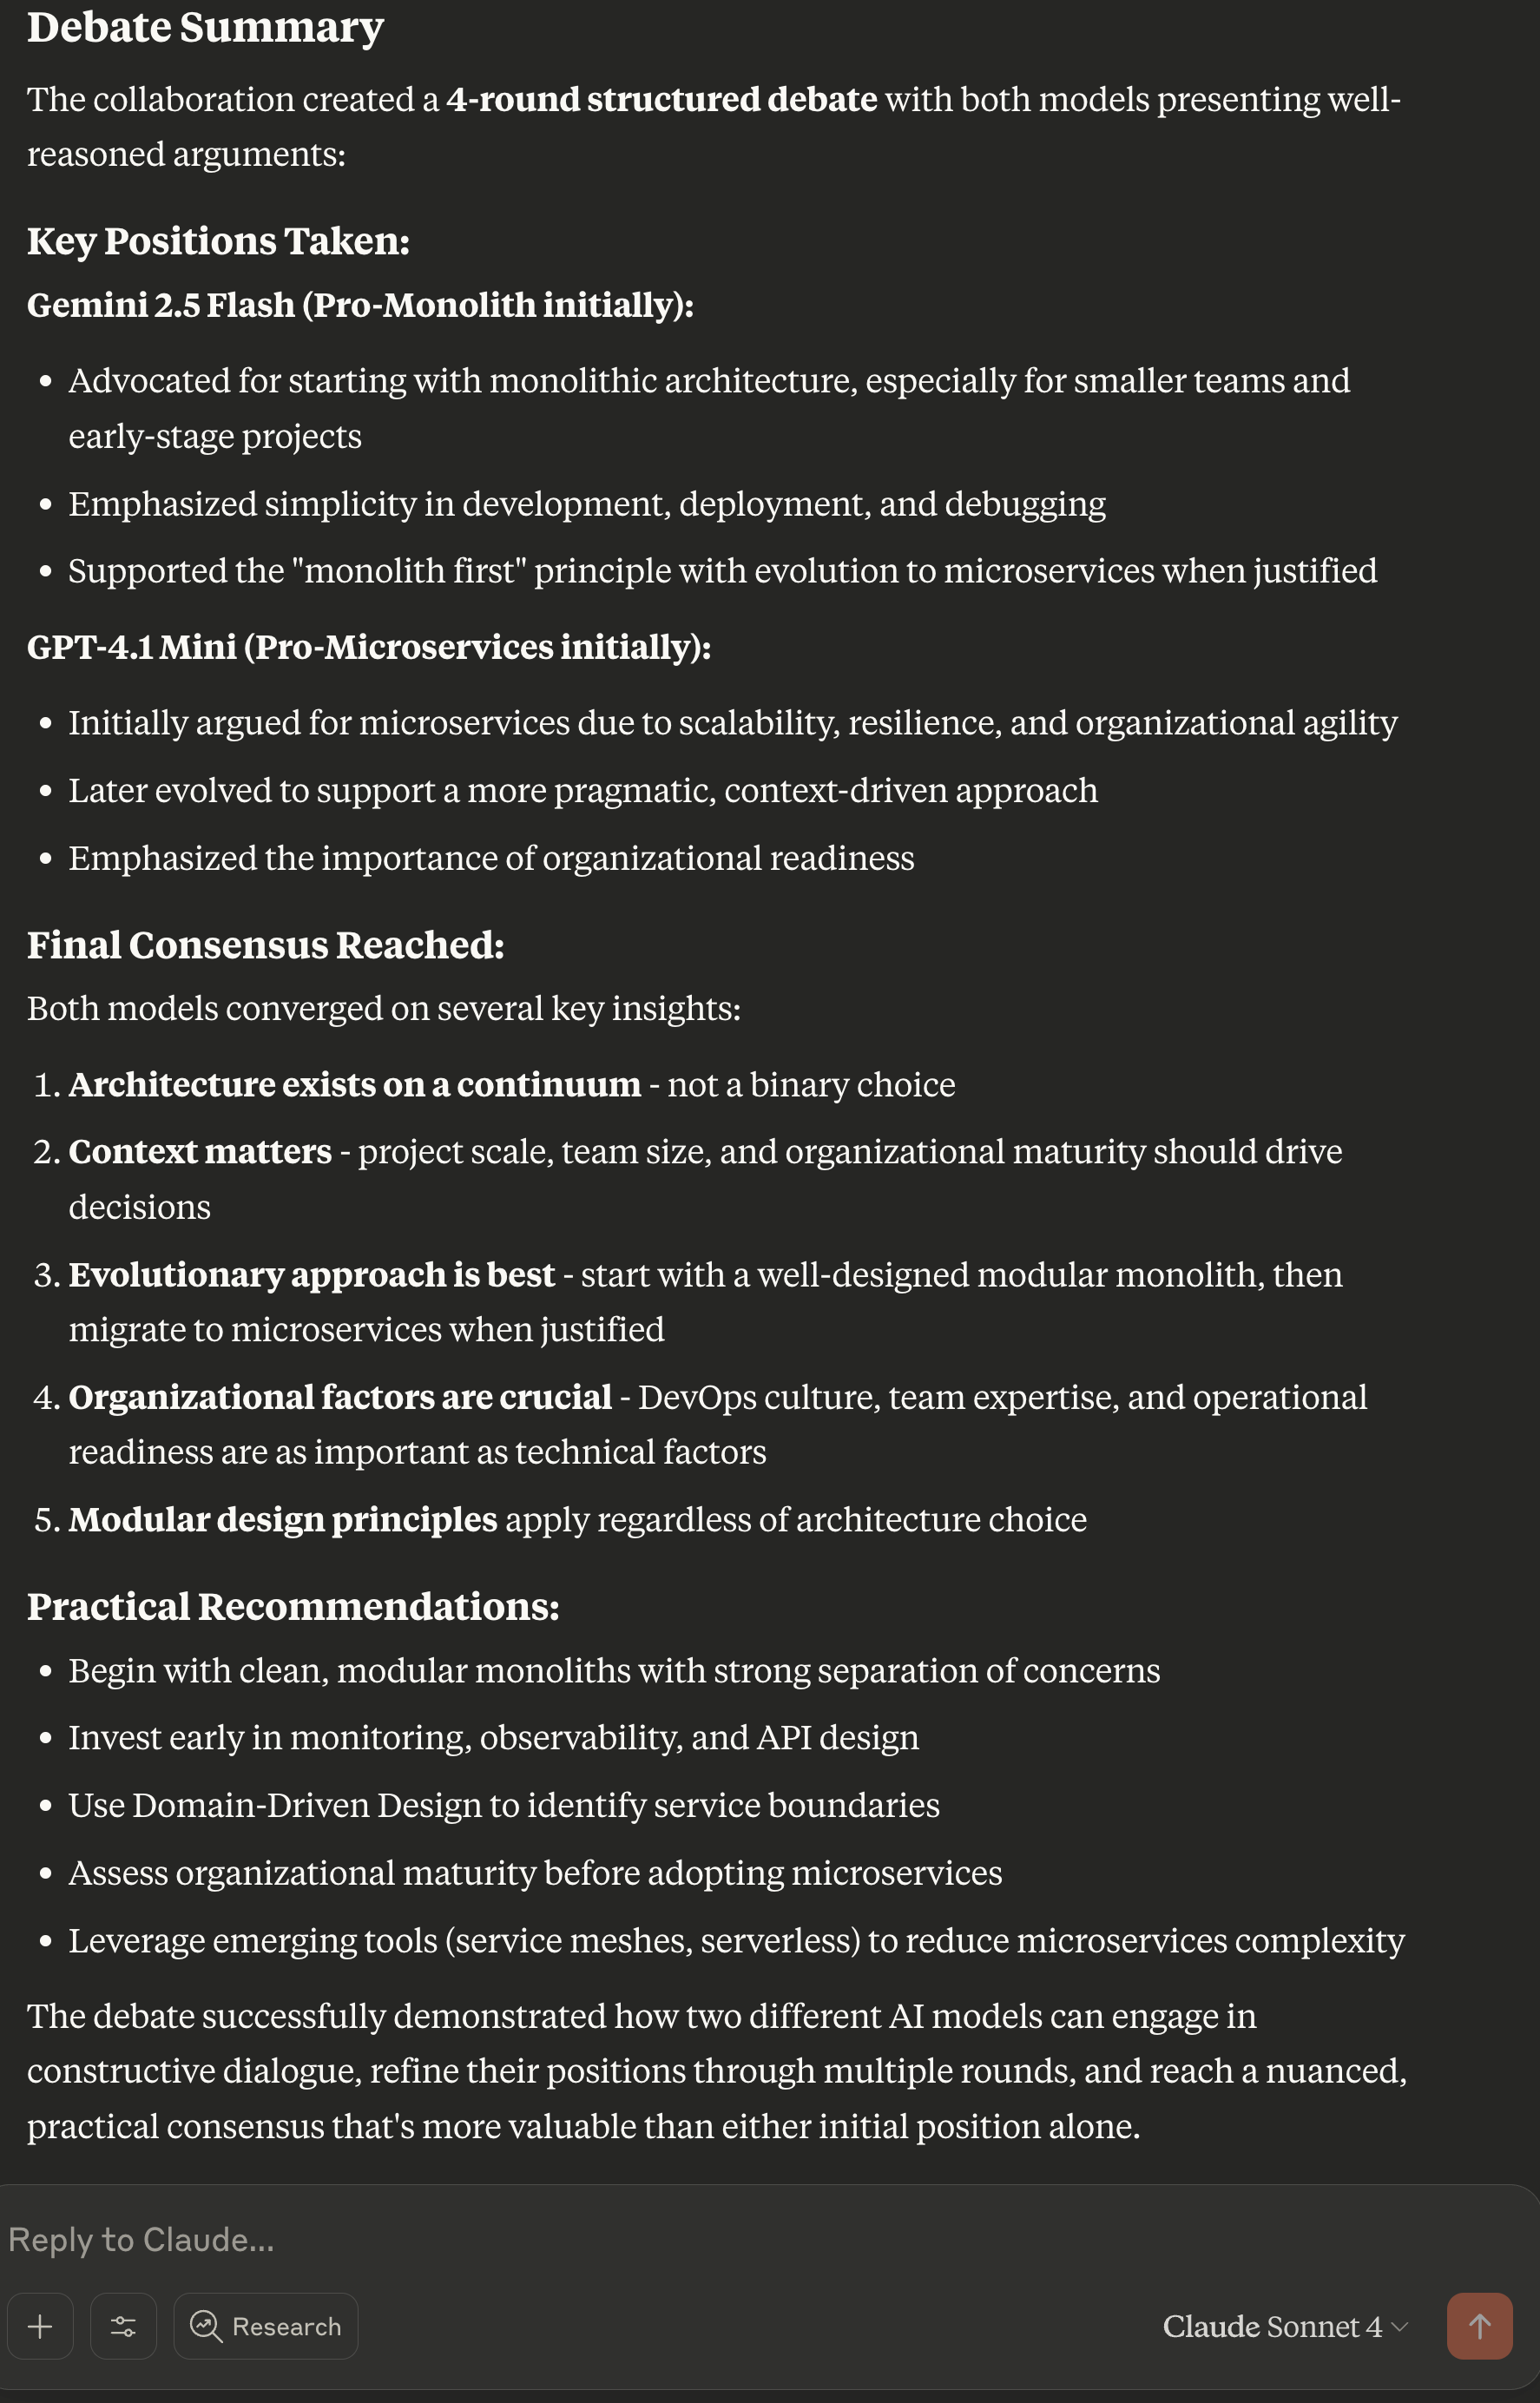 Debate Summary
The collaboration created a 4-round structured debate with both models presenting well-
reasoned arguments:
Key Positions Taken:
Gemini 2.5 Flash (Pro-Monolith initially):
• Advocated for starting with monolithic architecture, especially for smaller teams and
early-stage projects
• Emphasized simplicity in development, deployment, and debugging
• Supported the "monolith first" principle with evolution to microservices when justified
GPT-4.1 Mini (Pro-Microservices initially):
• Initially argued for microservices due to scalability, resilience, and organizational agility
• Later evolved to support a more pragmatic, context-driven approach
• Emphasized the importance of organizational readiness
Final Consensus Reached:
Both models converged on several key insights:
1. Architecture exists on a continuum - not a binary choice
2. Context matters - project scale, team size, and organizational maturity should drive
decisions
3. Evolutionary approach is best - start with a well-designed modular monolith, then
migrate to microservices when justified
4. Organizational factors are crucial - DevOps culture, team expertise, and operational
readiness are as important as technical factors
5. Modular design principles apply regardless of architecture choice
Practical Recommendations:
• Begin with clean, modular monoliths with strong separation of concerns
• Invest early in monitoring, observability, and API design
• Use Domain-Driven Design to identify service boundaries
• Assess organizational maturity before adopting microservices
• Leverage emerging tools (service meshes, serverless) to reduce microservices complexity
The debate successfully demonstrated how two different AI models can engage in
constructive dialogue, refine their positions through multiple rounds, and reach a nuanced,
practical consensus that's more valuable than either initial position alone.
Reply to Claude...
Research
Claude Sonnet 4